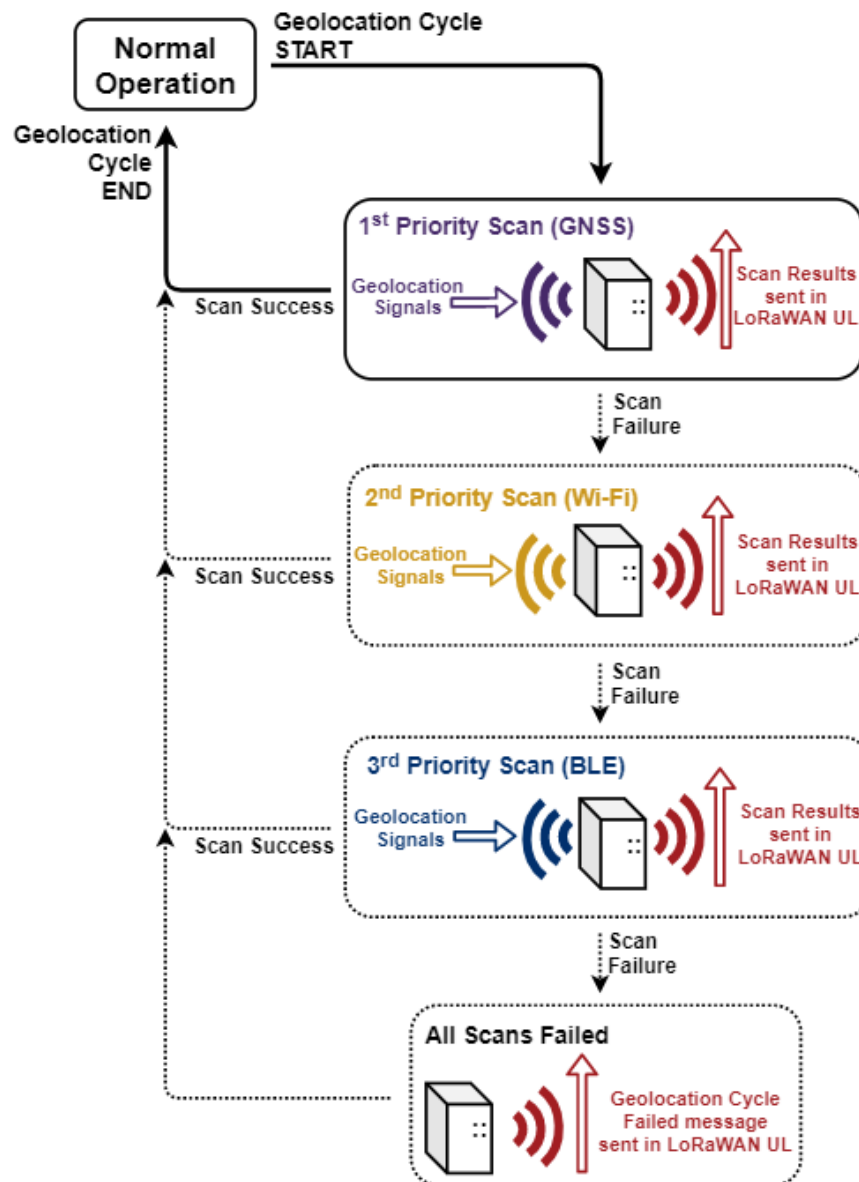 Normal
Operation
Geolocation Cycle
START
Geolocation
Cycle
END
1st Priority Scan (GNSS)
Geolocation
Signals
Scan Results
sent in
LoRaWAN UL
Scan Success
Scan
Failure
2nd Priority Scan (Wi-Fi)
Geolocation
Signals
Scan Results
sent in
LoRaWAN UL
Scan Success
Scan
Failure
3rd Priority Scan (BLE)
Geolocation
Signals
Scan Results
sent in
LoRaWAN UL
Scan Success
Scan
Failure
All Scans Failed
Geolocation Cycle
Failed message
sent in LoRaWAN UL